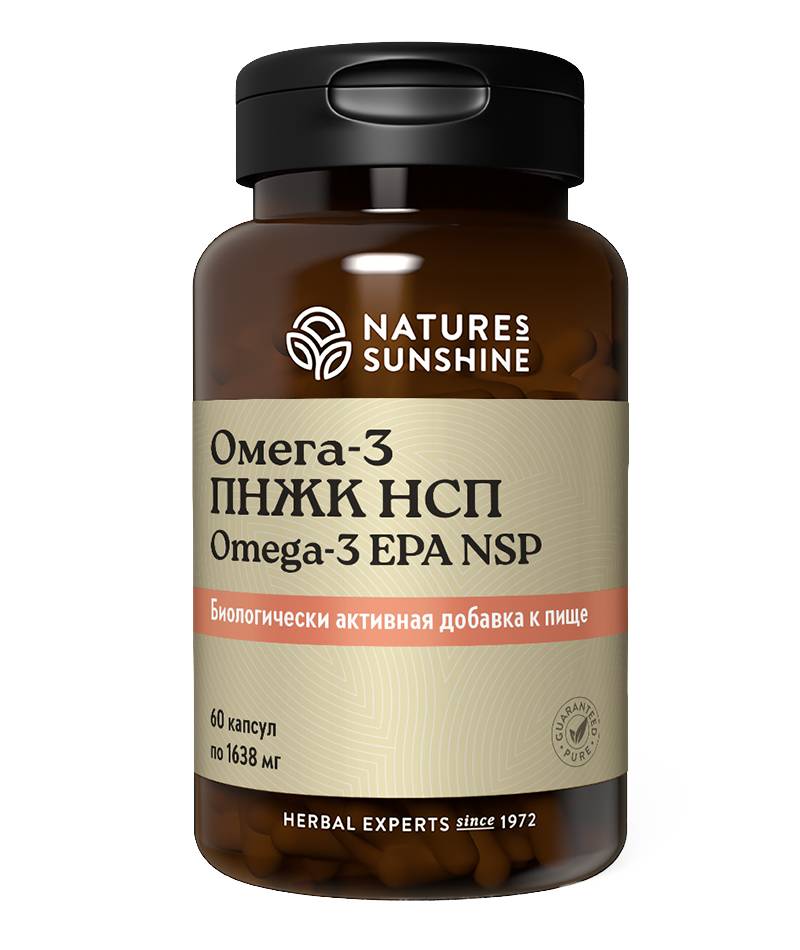 NATURES
SUNSHINE
Омега-3
ПНЖК НСП
Omega-3 EPA NSP
Биологически активная добавка к пище
60 капсул
по 1638 мг
GUARANTEED
PURE
HERBAL EXPERTS since 1972